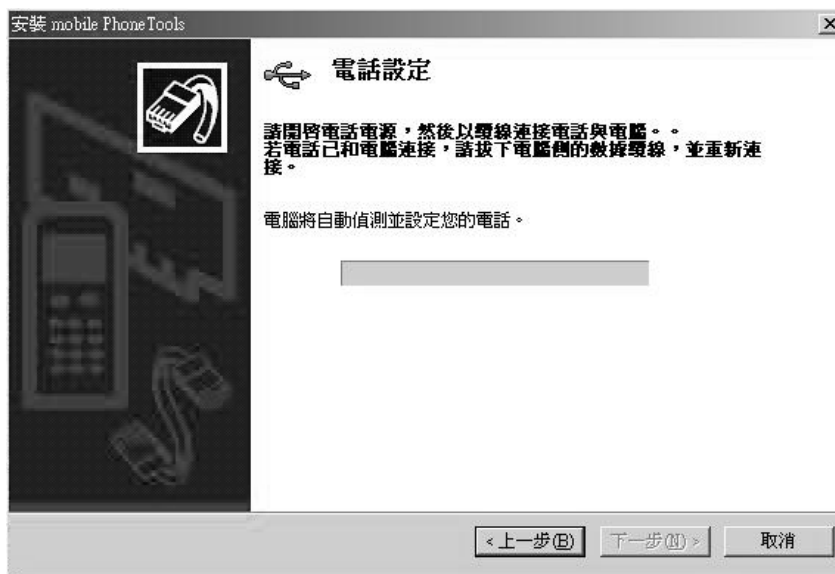 安裝 mobile PhoneTools
電話設定
請開啓電話電源，然後以纜線連接電話與電腦。。
若電話已和電腦連接，請拔下電腦側的數據纜線，並重新連
接。
電腦將自動偵測並設定您的電話。
<上一步(B)
下一步(N)>
取消